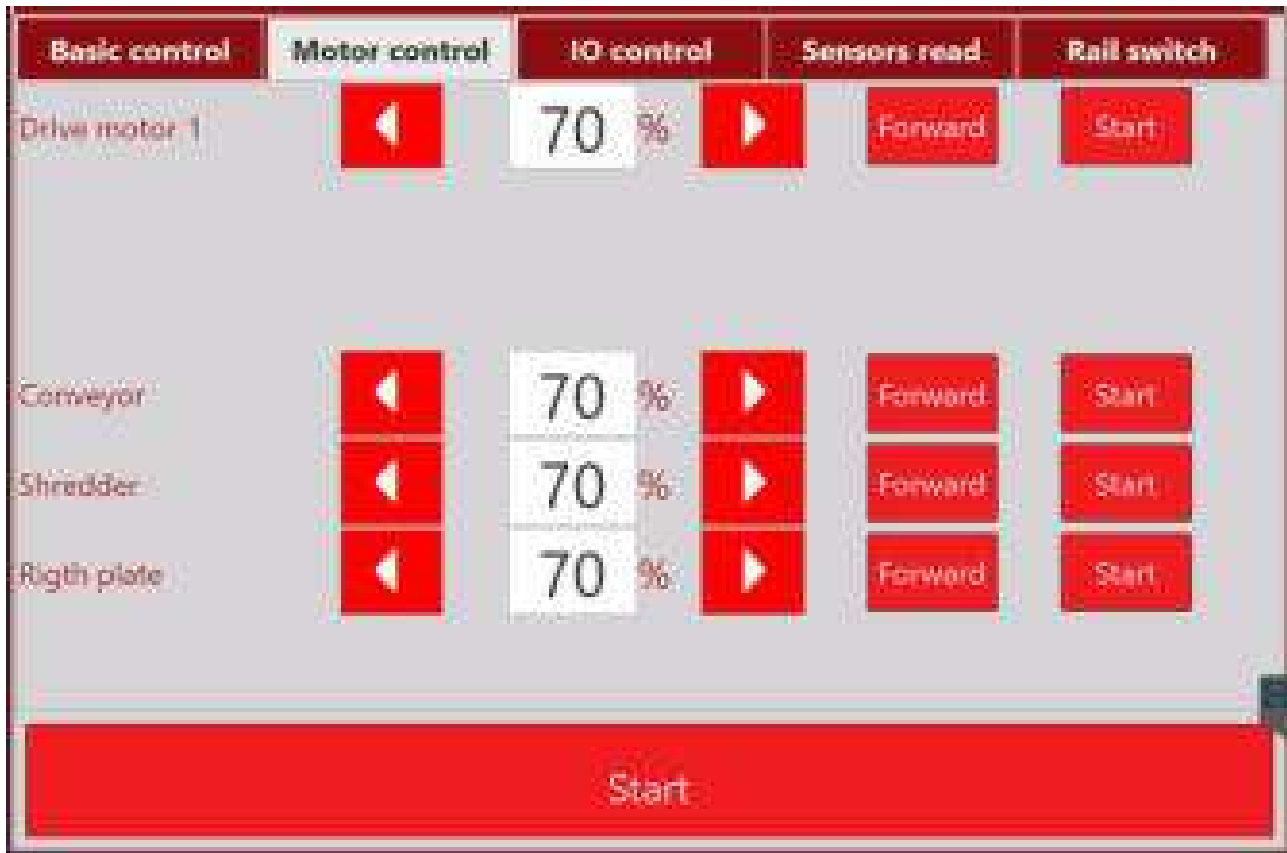 Basic control Motor control IO control Sensors read Rail switch
Drive motor 1 70 % Forward Start
Conveyor 70 % Forward Start
Shredder 70 % Forward Start
Rigth plate 70 % Forward Start
Start